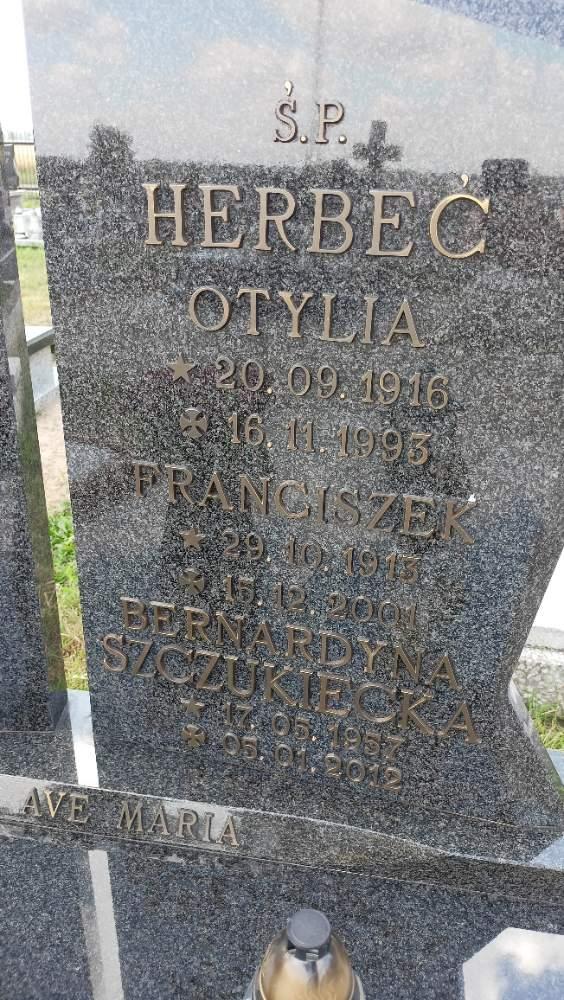 Ś.P.
HERBEĆ
OTYLIA
20.09.1916
16.11.1993
FRANCISZEK
29.10.1913
15.12.2001
BERNARDYNA
SZCZUKIECKA
17.05.1957
05.01.2012
AVE MARIA